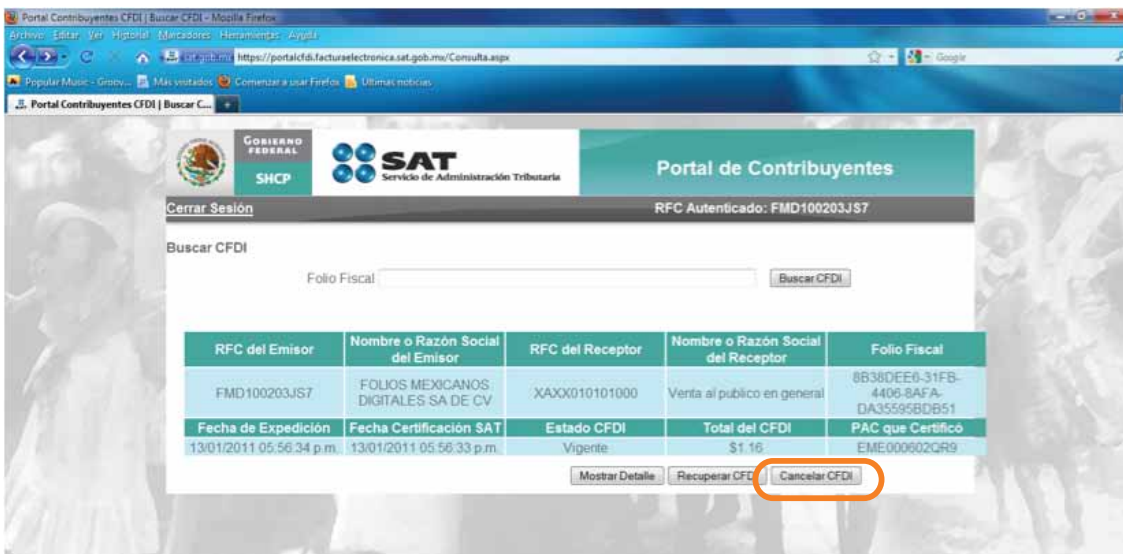 Portal Contribuyentes CFDI | Buscar CFDI - Mozilla Firefox
Archivo Editar Ver Historial Marcadores Herramientas Ayuda
https://portalcfdi.facturaelectronica.sat.gob.mx/Consulta.aspx
Google
Popular Music - Groov... Más visitados Comenzar a usar Firefox Últimas noticias
Portal Contribuyentes CFDI | Buscar C...
GOBIERNO
FEDERAL
SHCP
SAT
Servicio de Administración Tributaria
Portal de Contribuyentes
Cerrar Sesión
RFC Autenticado: FMD100203JS7
Buscar CFDI
Folio Fiscal
Buscar CFDI
RFC del Emisor Nombre o Razón Social del Emisor RFC del Receptor Nombre o Razón Social del Receptor Folio Fiscal
FMD100203JS7 FOLIOS MEXICANOS DIGITALES SA DE CV XAXX010101000 Venta al publico en general 8B38DEE6-31FB-4406-8AFA-DA35595BDB51
Fecha de Expedición Fecha Certificación SAT Estado CFDI Total del CFDI PAC que Certificó
13/01/2011 05:56:34 p.m. 13/01/2011 05:56:33 p.m. Vigente $1.16 EME000602QR9
Mostrar Detalle Recuperar CFDI Cancelar CFDI